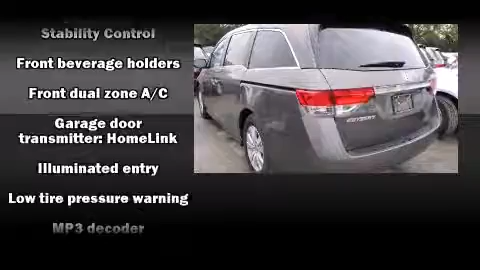 Stability Control
Front beverage holders
Front dual zone A/C
Garage door
transmitter: HomeLink
Illuminated entry
Low tire pressure warning
MP3 decoder